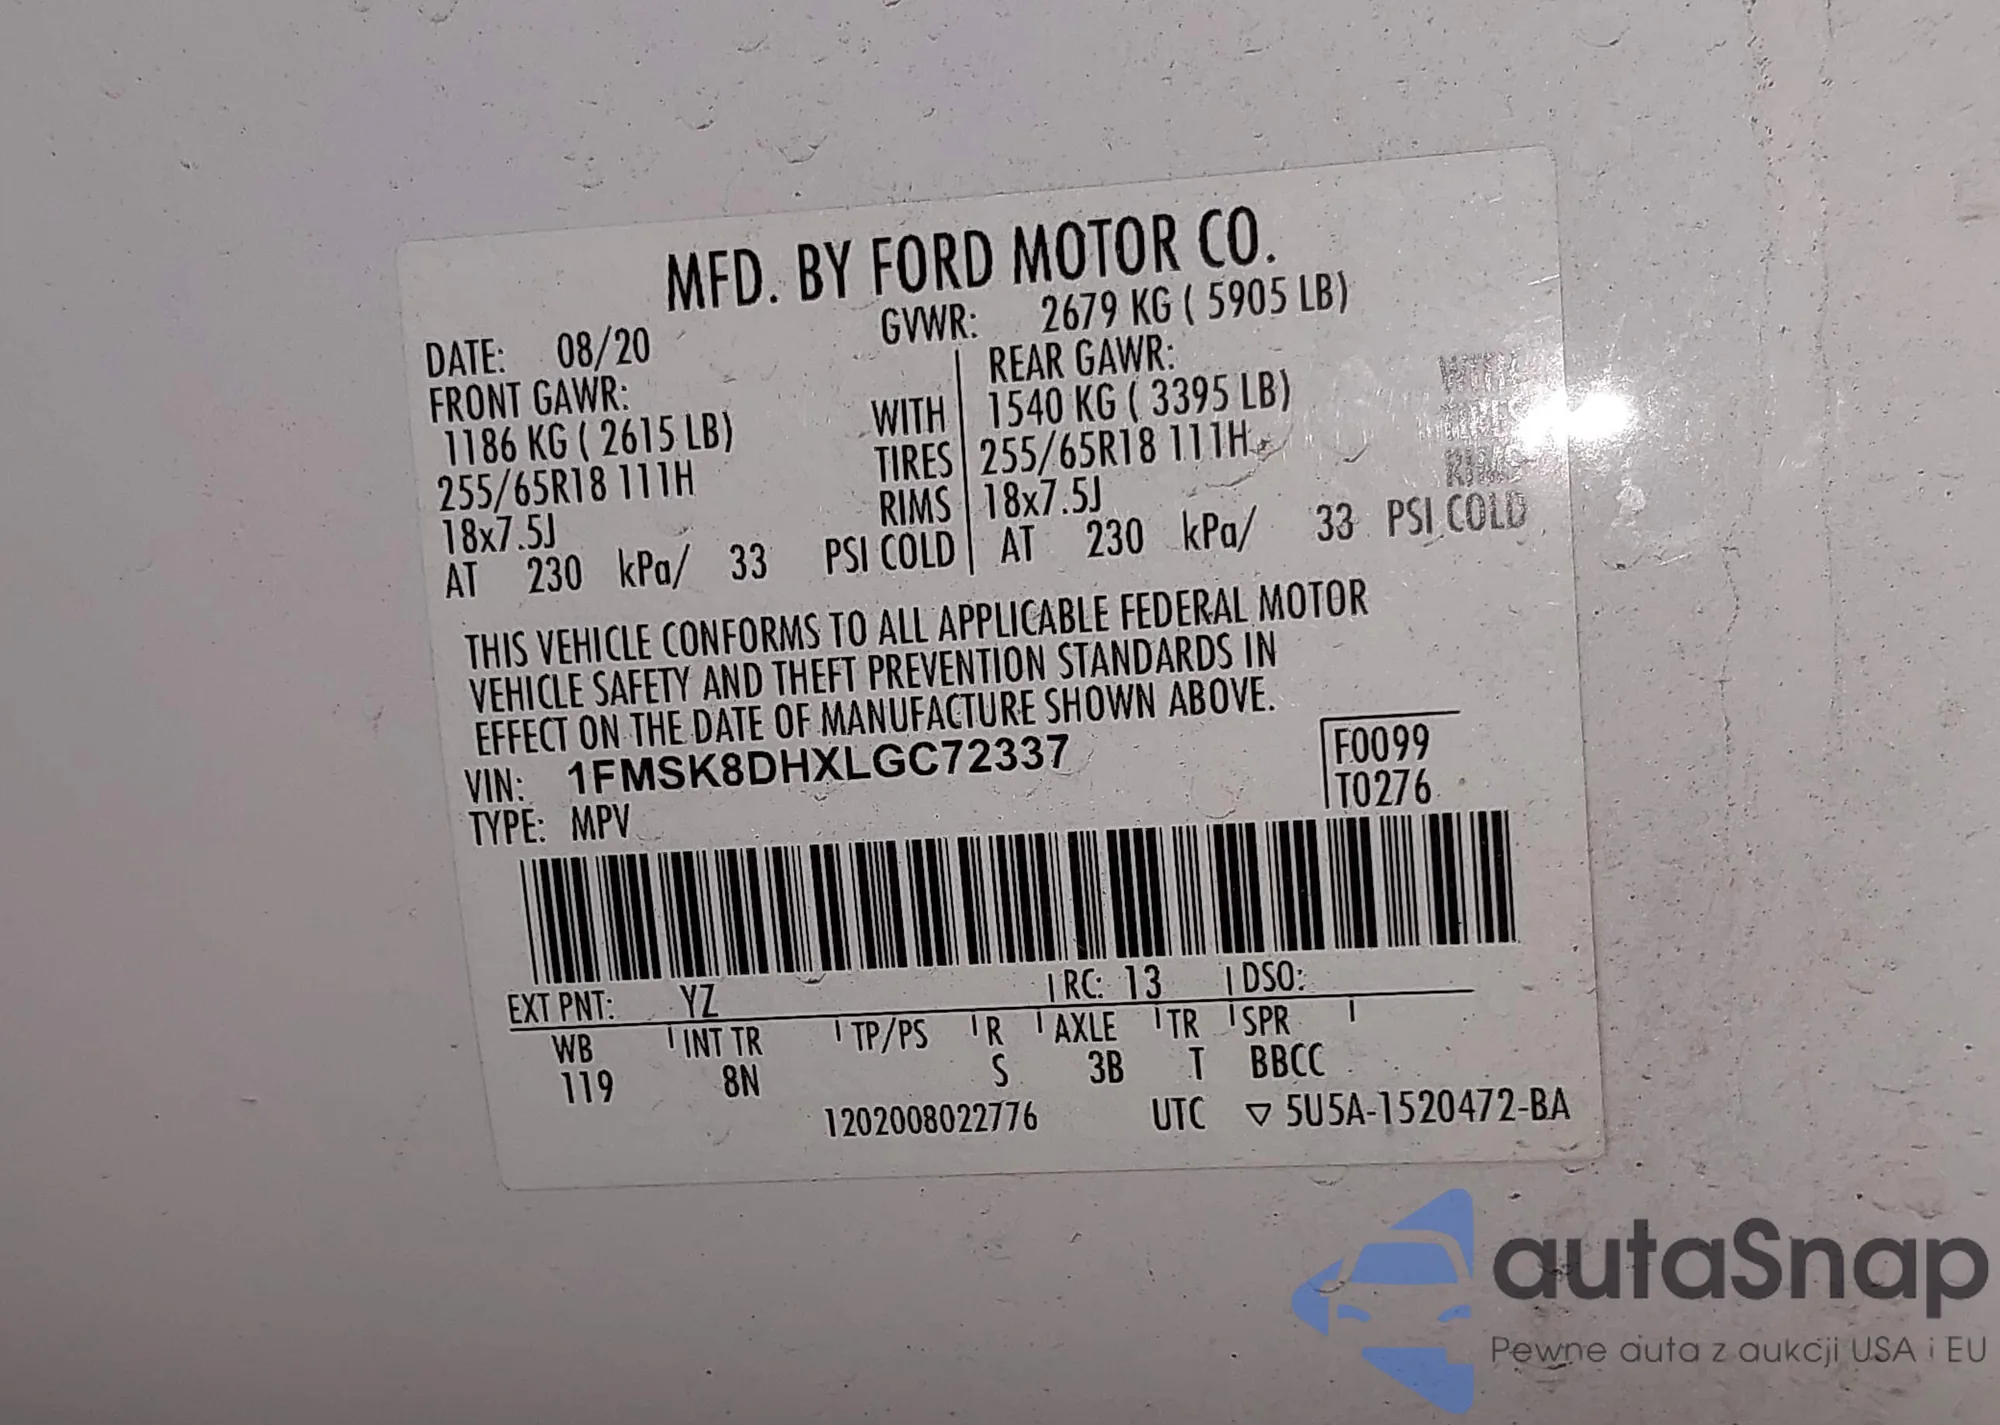 MFD. BY FORD MOTOR CO.
DATE: 08/20 GVWR: 2679 KG ( 5905 LB)
FRONT GAWR: REAR GAWR:
1186 KG ( 2615 LB) WITH 1540 KG ( 3395 LB) WITH
255/65R18 111H TIRES 255/65R18 111H TIRES
18x7.5J RIMS 18x7.5J RIMS
AT 230 kPa/ 33 PSI COLD AT 230 kPa/ 33 PSI COLD
THIS VEHICLE CONFORMS TO ALL APPLICABLE FEDERAL MOTOR
VEHICLE SAFETY AND THEFT PREVENTION STANDARDS IN
EFFECT ON THE DATE OF MANUFACTURE SHOWN ABOVE.
VIN: 1FMSK8DHXLGC72337 F0099
TYPE: MPV T0276
EXT PNT: YZ RC: 13 DSO:
WB INT TR TP/PS R AXLE TR SPR
119 8N S 3B T BBCC
1202008022776 UTC ▽ 5U5A-1520472-BA
autaSnap
Pewne auta z aukcji USA i EU